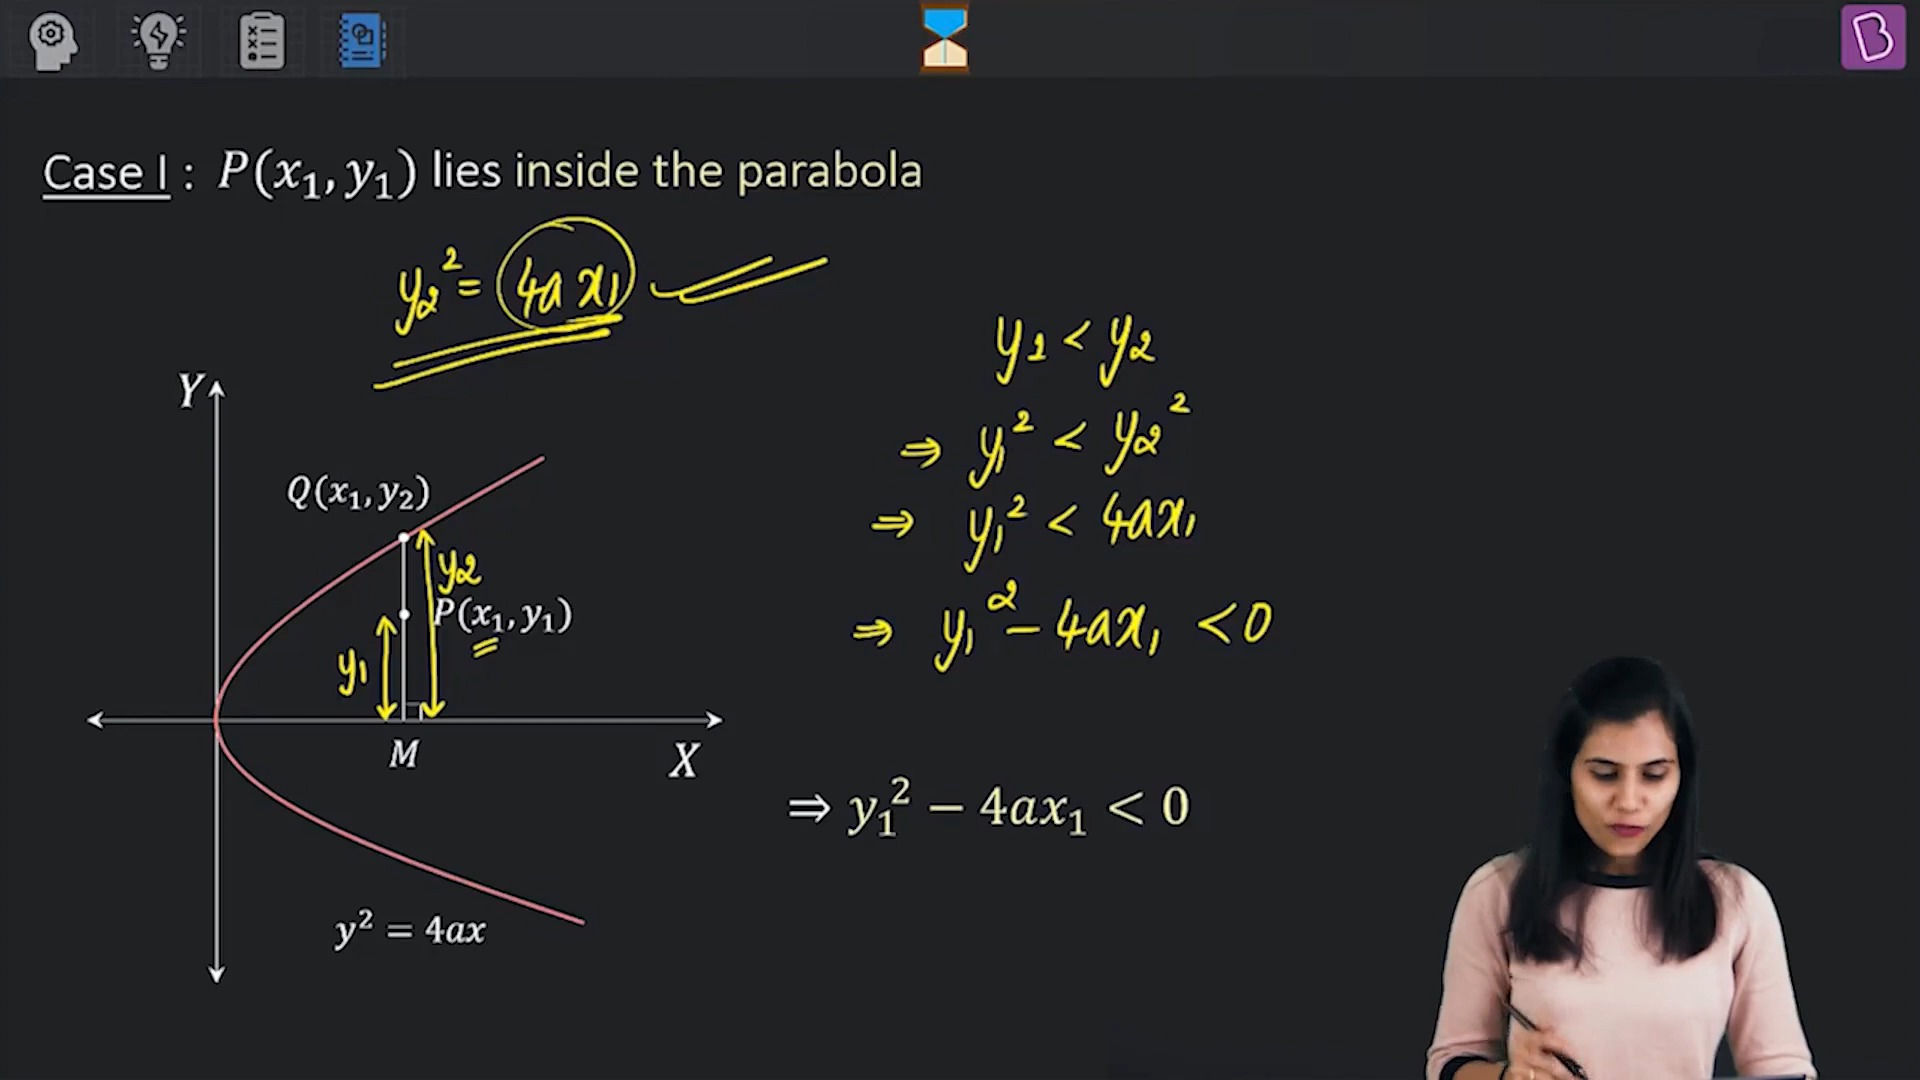 Case I : P(x₁, y₁) lies inside the parabola
y₂² = 4ax₁
y₁ < y₂
⇒ y₁² < y₂²
⇒ y₁² < 4ax₁
⇒ y₁² − 4ax₁ < 0
Y
Q(x₁, y₂)
y₂
P(x₁, y₁)
y₁
M
X
⇒ y₁² − 4ax₁ < 0
y² = 4ax
B